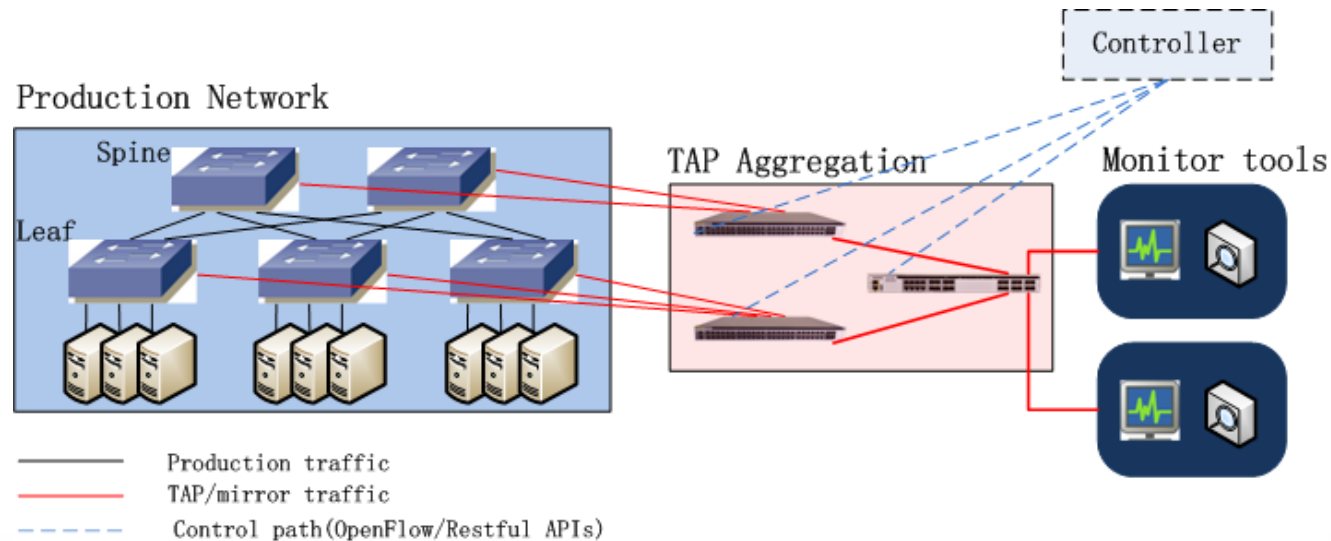 Controller
Production Network
Spine
TAP Aggregation
Monitor tools
Leaf
Production traffic
TAP/mirror traffic
Control path(OpenFlow/Restful APIs)